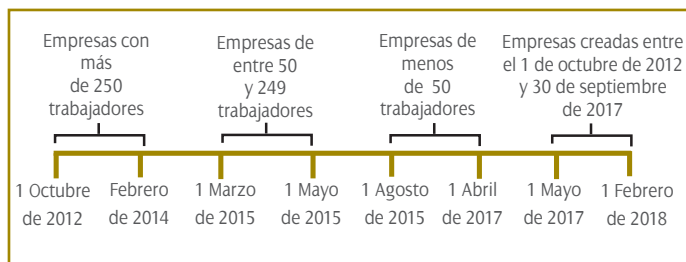 Empresas con
más
de 250
trabajadores
Empresas de
entre 50
y 249
trabajadores
Empresas de
menos
de 50
trabajadores
Empresas creadas entre
el 1 de octubre de 2012
y 30 de septiembre
de 2017
1 Octubre
de 2012
Febrero
de 2014
1 Marzo
de 2015
1 Mayo
de 2015
1 Agosto
de 2015
1 Abril
de 2017
1 Mayo
de 2017
1 Febrero
de 2018